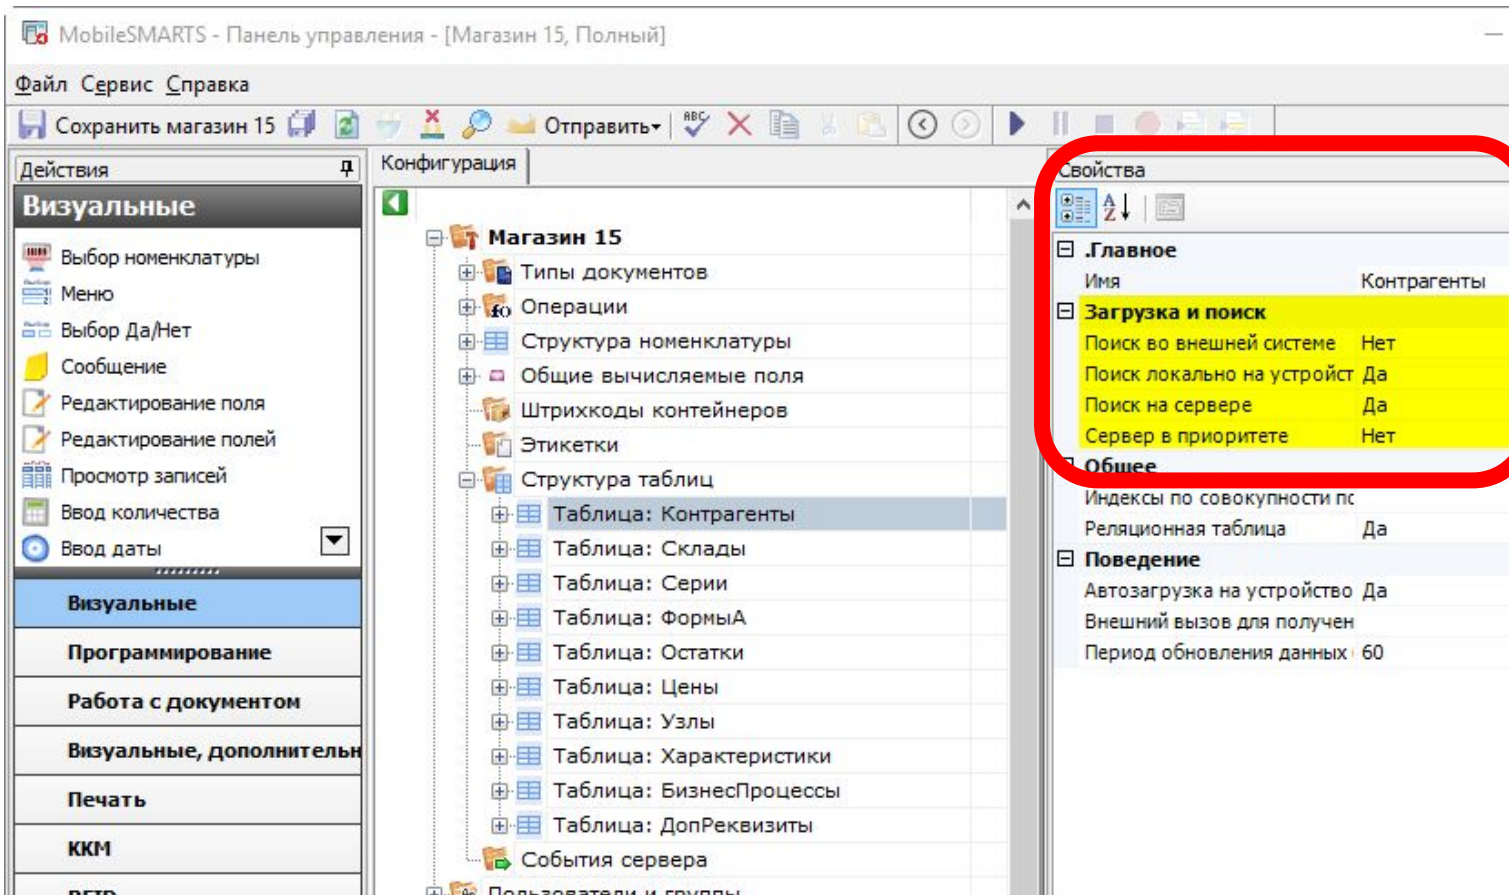 MobileSMARTS - Панель управления - [Магазин 15, Полный]
Файл Сервис Справка
Сохранить магазин 15 Отправить
Действия
Визуальные
Выбор номенклатуры
Меню
Выбор Да/Нет
Сообщение
Редактирование поля
Редактирование полей
Просмотр записей
Ввод количества
Ввод даты
Визуальные
Программирование
Работа с документом
Визуальные, дополнительн
Печать
ККМ
RFID
Конфигурация
Магазин 15
Типы документов
Операции
Структура номенклатуры
Общие вычисляемые поля
Штрихкоды контейнеров
Этикетки
Структура таблиц
Таблица: Контрагенты
Таблица: Склады
Таблица: Серии
Таблица: ФормыА
Таблица: Остатки
Таблица: Цены
Таблица: Узлы
Таблица: Характеристики
Таблица: БизнесПроцессы
Таблица: ДопРеквизиты
События сервера
Пользователи и группы
Свойства
.Главное
Имя Контрагенты
Загрузка и поиск
Поиск во внешней системе Нет
Поиск локально на устройст Да
Поиск на сервере Да
Сервер в приоритете Нет
Общее
Индексы по совокупности пс
Реляционная таблица Да
Поведение
Автозагрузка на устройство Да
Внешний вызов для получен
Период обновления данных 60